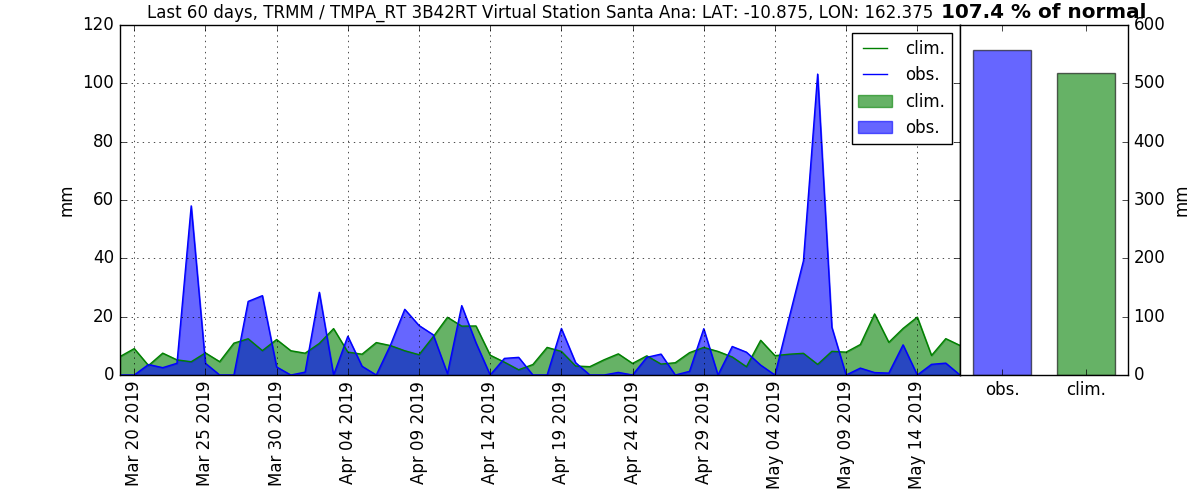 Last 60 days, TRMM / TMPA_RT 3B42RT Virtual Station Santa Ana: LAT: -10.875, LON: 162.375 107.4 % of normal
120
100
80
60
40
20
0
mm
clim.
obs.
clim.
obs.
600
500
400
300
200
100
0
mm
Mar 20 2019
Mar 25 2019
Mar 30 2019
Apr 04 2019
Apr 09 2019
Apr 14 2019
Apr 19 2019
Apr 24 2019
Apr 29 2019
May 04 2019
May 09 2019
May 14 2019
obs.
clim.